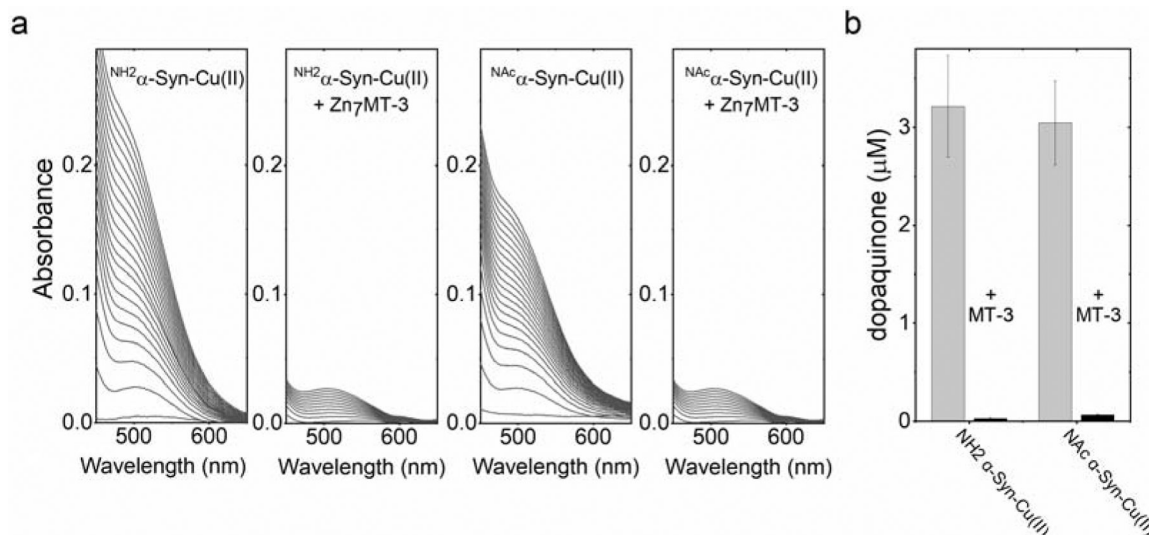 a
b
Absorbance
NH2α-Syn-Cu(II)
NH2α-Syn-Cu(II)
+ Zn7MT-3
NAcα-Syn-Cu(II)
NAcα-Syn-Cu(II)
+ Zn7MT-3
0.2
0.1
0.0
0.2
0.1
0.0
0.2
0.1
0.0
0.2
0.1
0.0
500 600
500 600
500 600
500 600
Wavelength (nm)
Wavelength (nm)
Wavelength (nm)
Wavelength (nm)
dopaquinone (μM)
3
2
1
0
+
MT-3
+
MT-3
NH2 α-Syn-Cu(II)
NAc α-Syn-Cu(II)